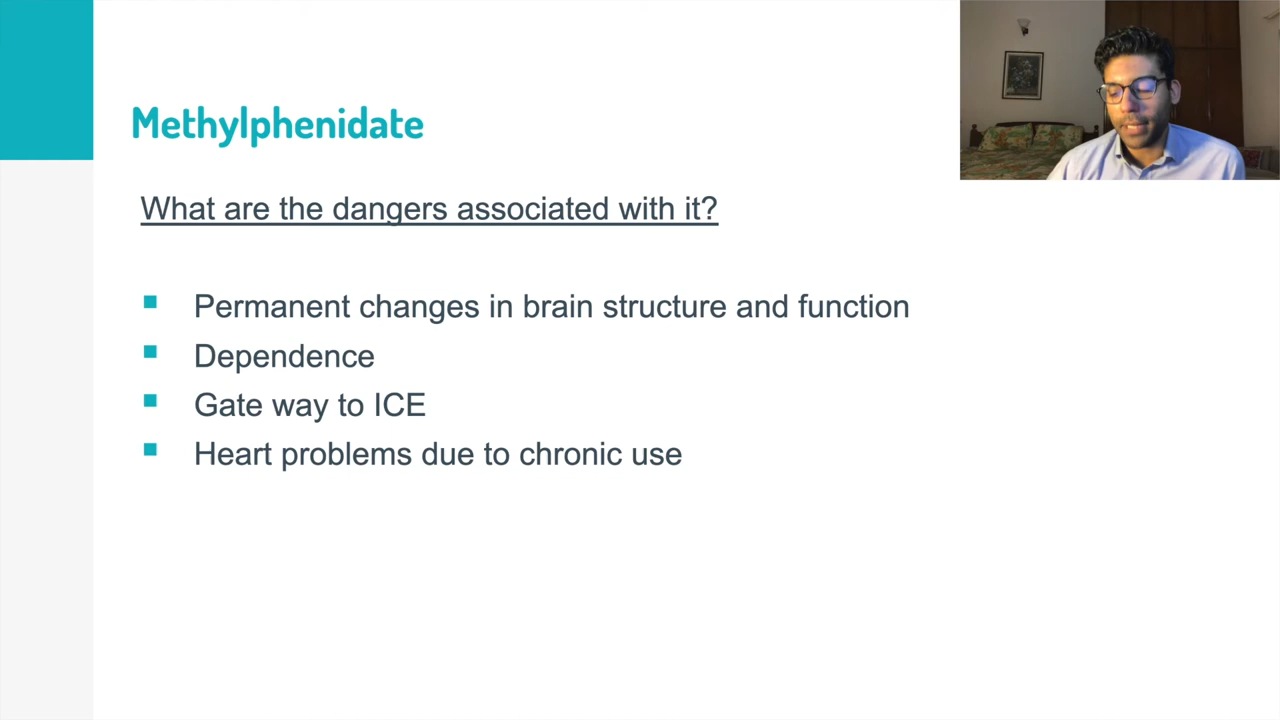 Methylphenidate
What are the dangers associated with it?
Permanent changes in brain structure and function
Dependence
Gate way to ICE
Heart problems due to chronic use